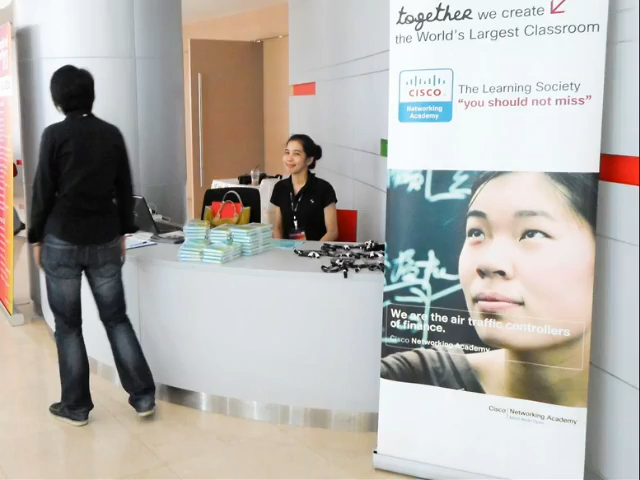 together we create
the World's Largest Classroom
CISCO
Networking
Academy
The Learning Society
"you should not miss"
We are the air traffic controllers
of finance.
Cisco Networking Academy
Cisco Networking Academy